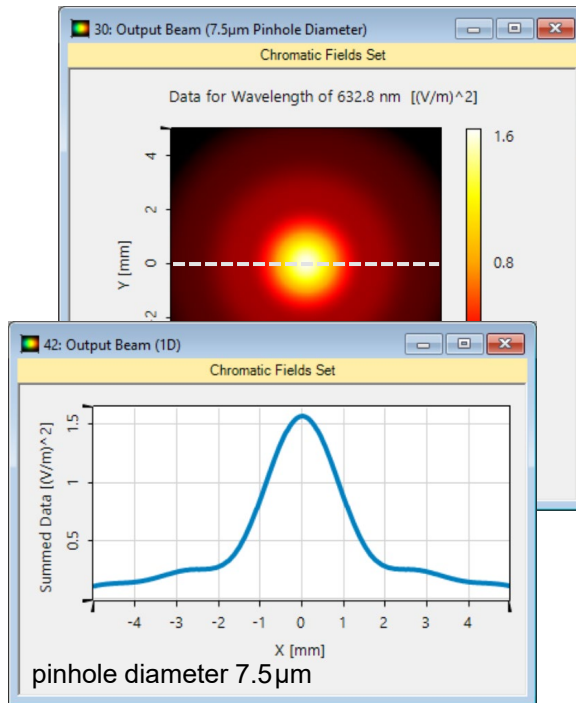 30: Output Beam (7.5µm Pinhole Diameter)
Chromatic Fields Set
Data for Wavelength of 632.8 nm [(V/m)^2]
Y [mm]
4
2
0
-2
1.6
0.8
42: Output Beam (1D)
Chromatic Fields Set
Summed Data [(V/m)^2]
1.5
1
0.5
-4 -3 -2 -1 0 1 2 3 4
X [mm]
pinhole diameter 7.5µm